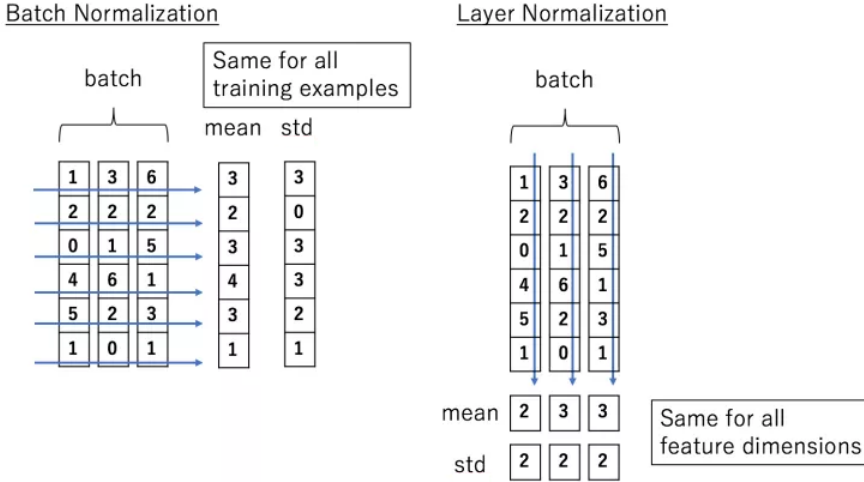 Batch Normalization
Same for all
training examples
batch
mean std
1 3 6 3 3
2 2 2 2 0
0 1 5 3 3
4 6 1 4 3
5 2 3 3 2
1 0 1 1 1
Layer Normalization
batch
1 3 6
2 2 2
0 1 5
4 6 1
5 2 3
1 0 1
mean 2 3 3
std 2 2 2
Same for all
feature dimensions